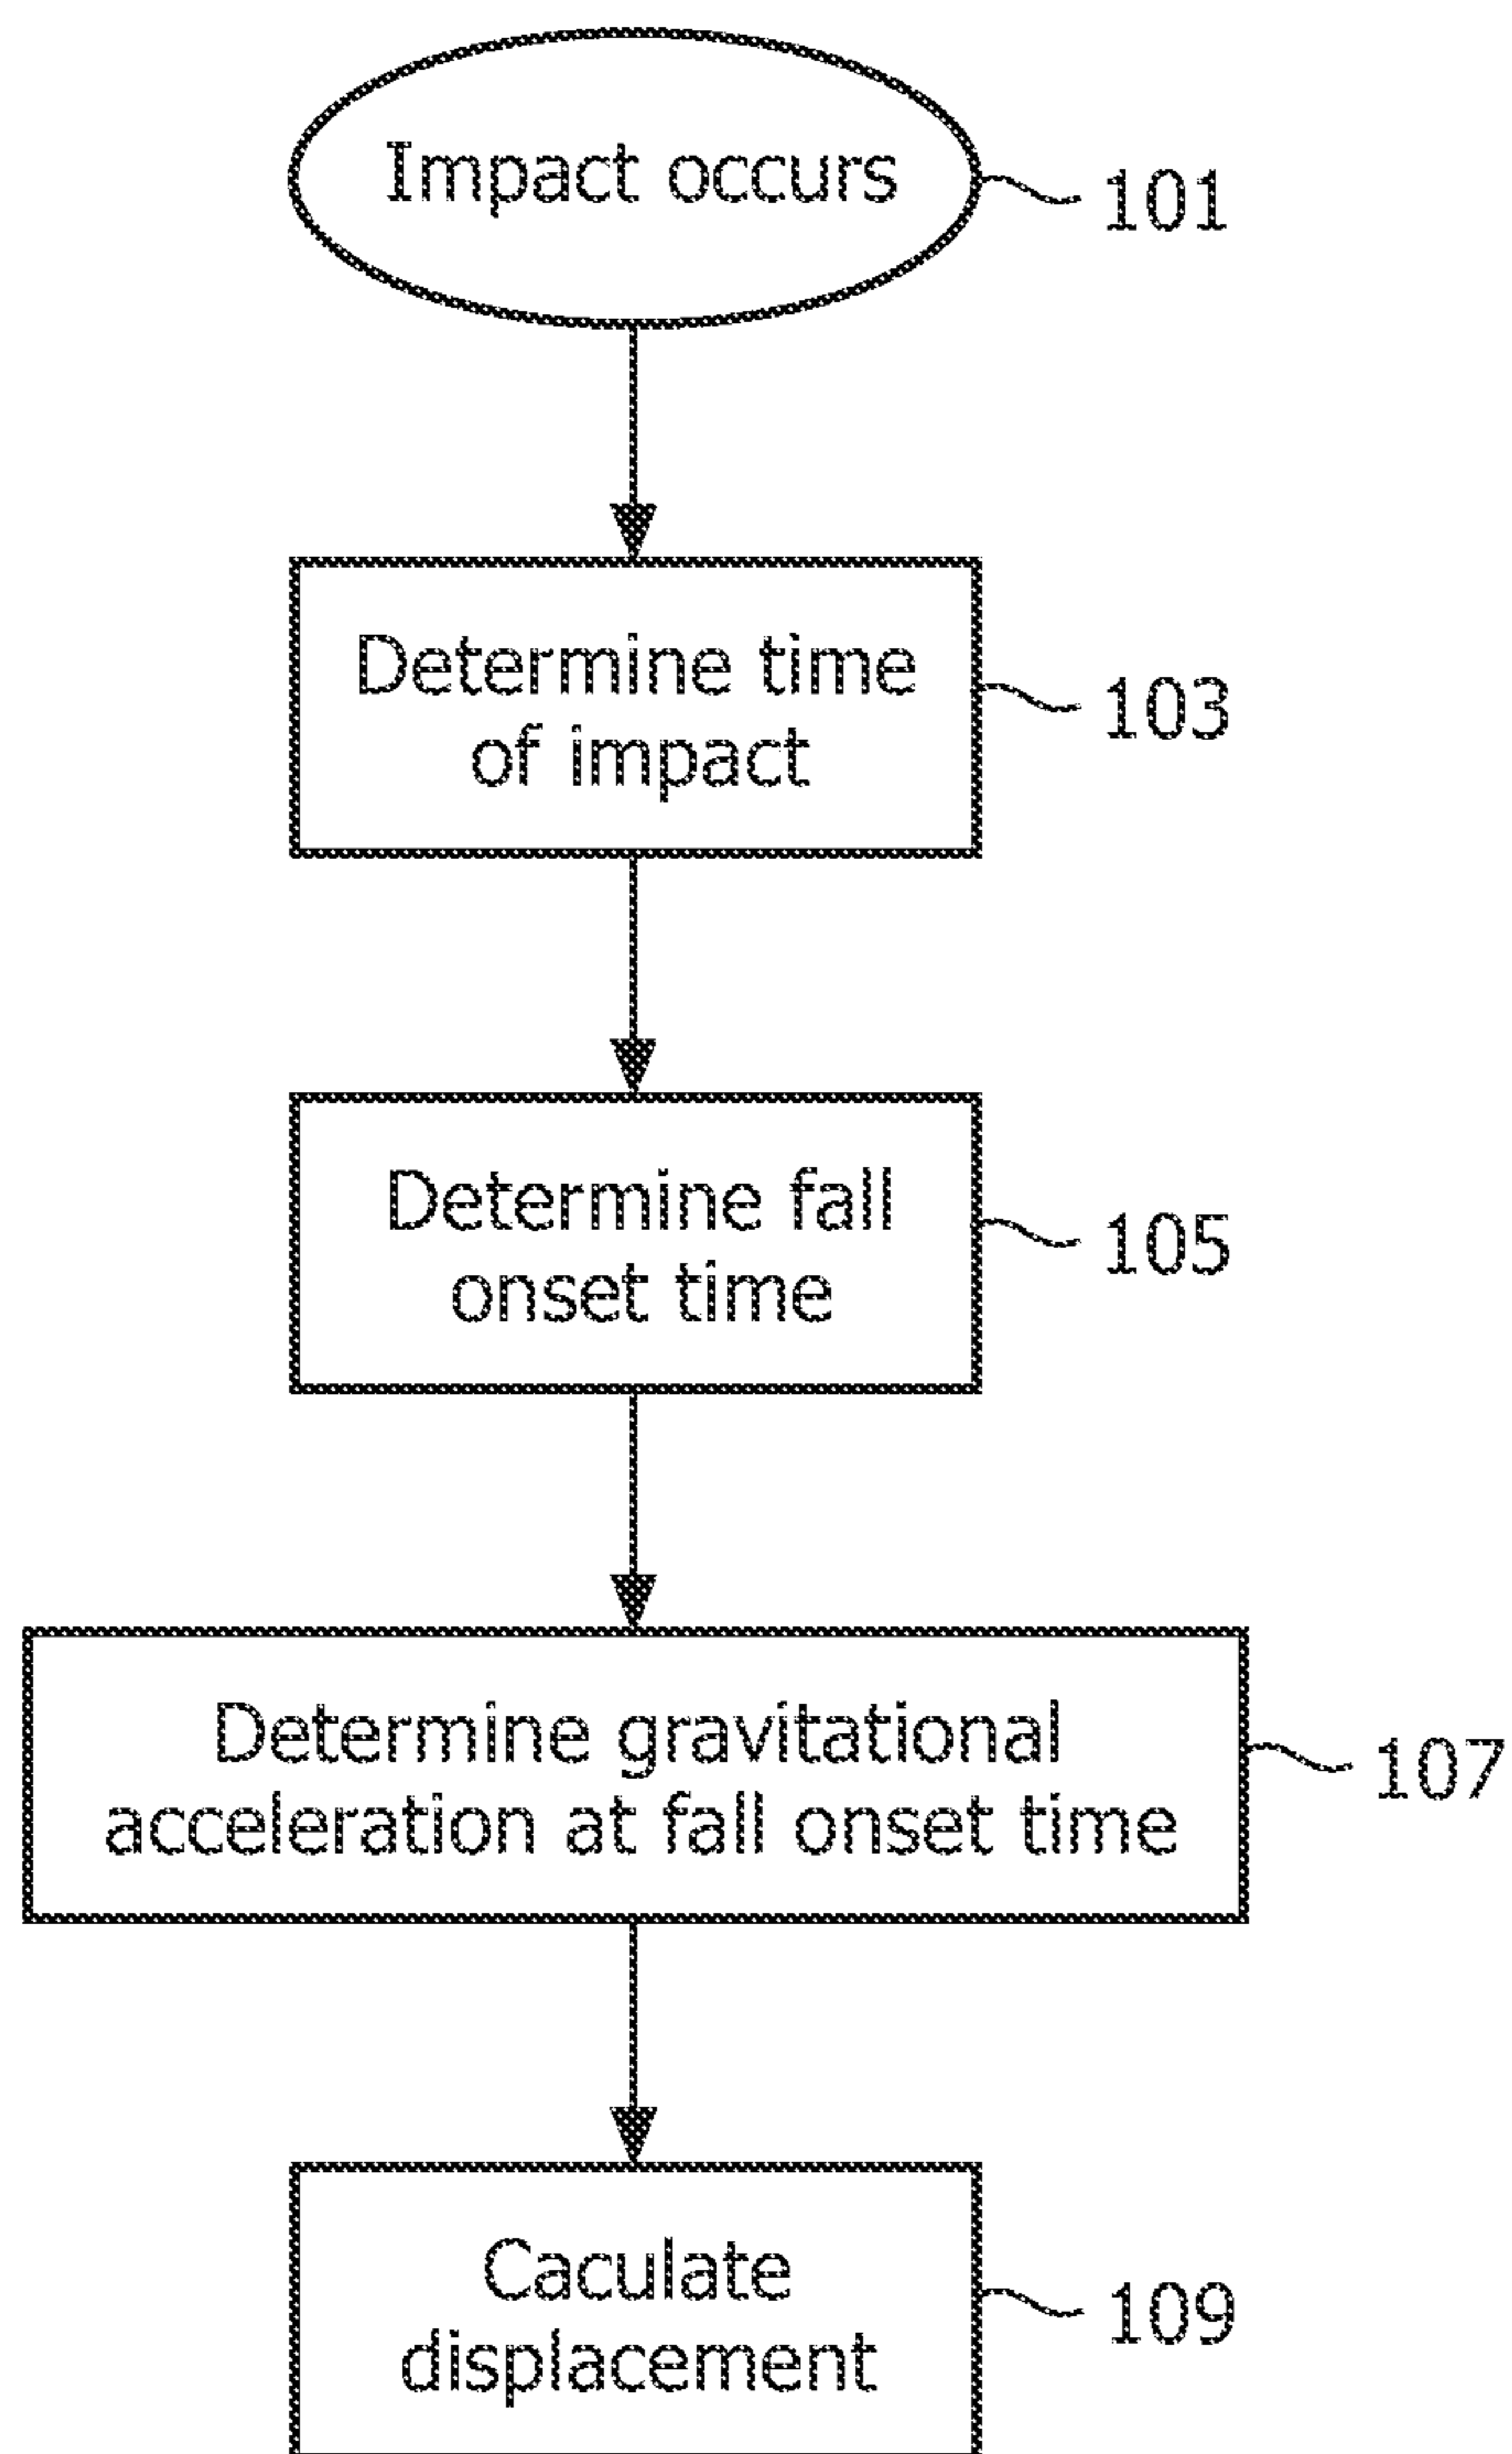 Impact occurs
101
Determine time
of impact
103
Determine fall
onset time
105
Determine gravitational
acceleration at fall onset time
107
Caculate
displacement
109